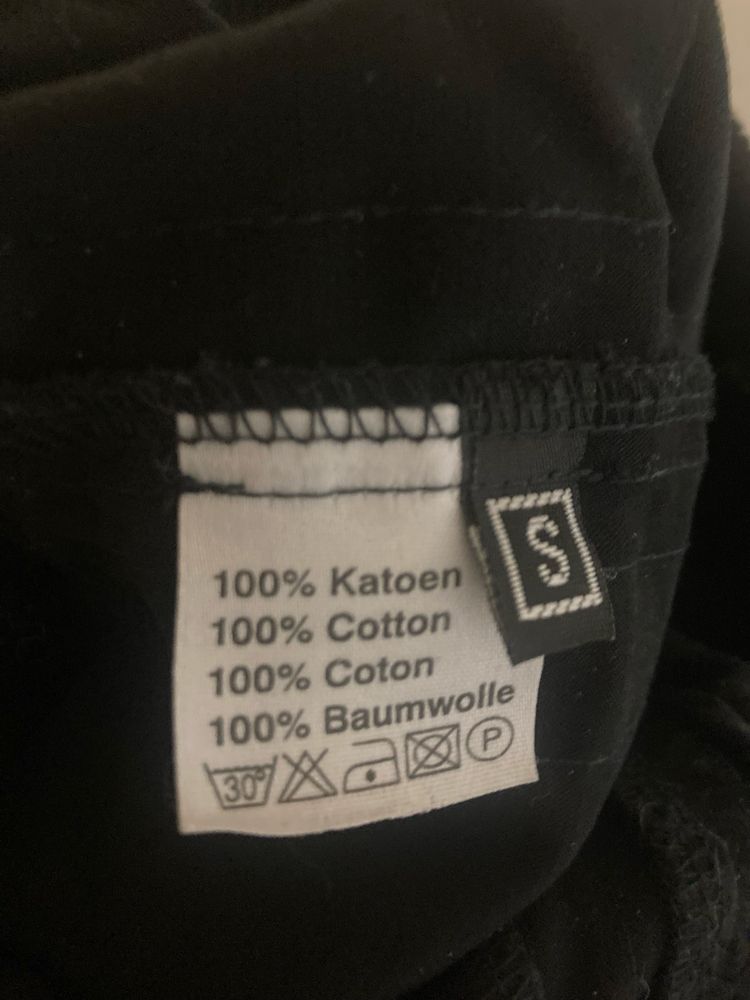 100% Katoen
100% Cotton
100% Coton
100% Baumwolle
30° P
S